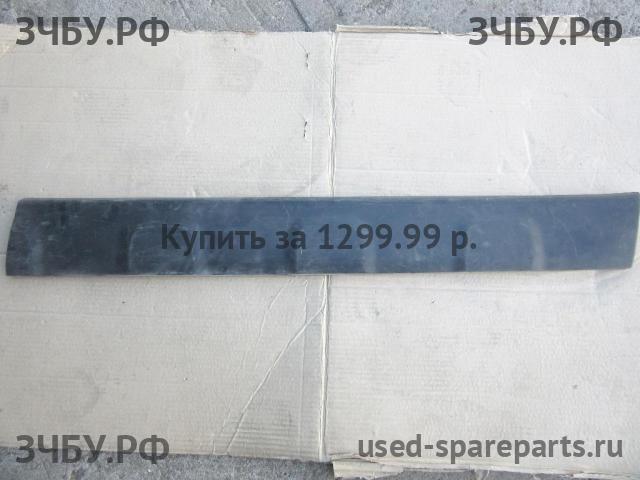 ЗЧБУ.РФ ЗЧБУ.РФ
Купить за 1299.99 р.
ЗЧБУ.РФ used-spareparts.ru